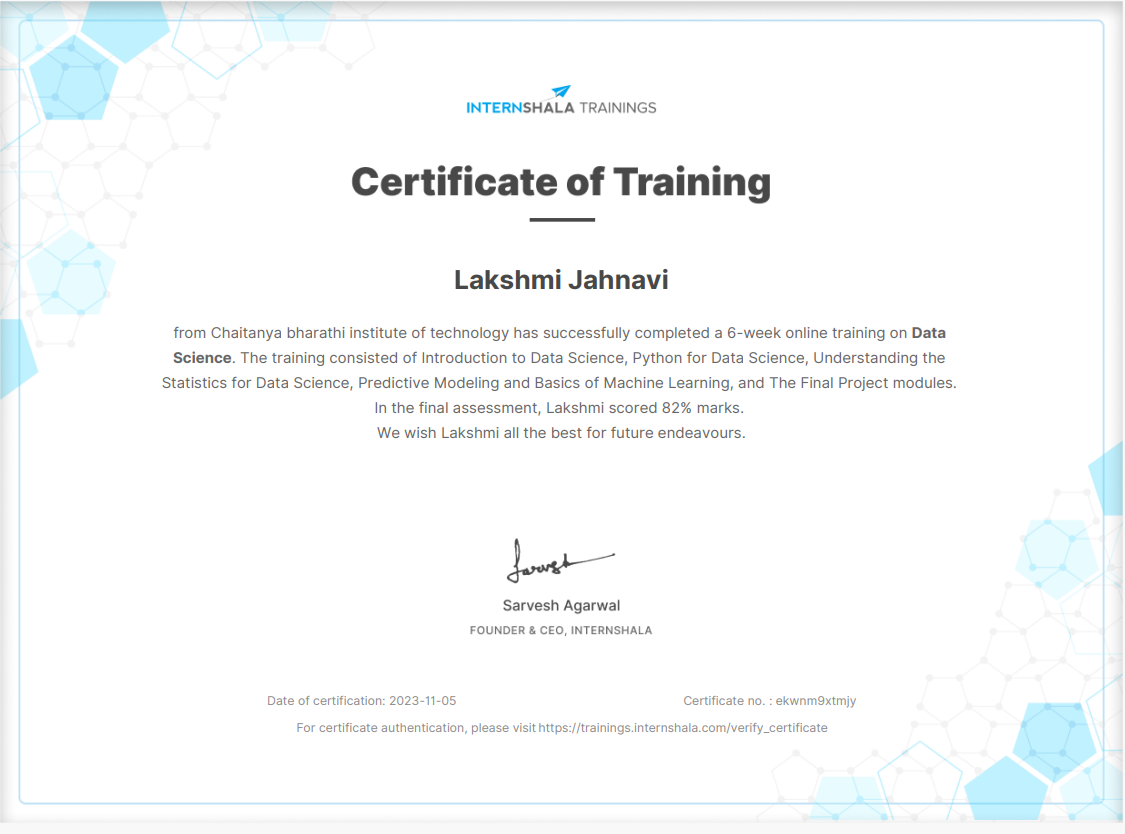 INTERNSHALA TRAININGS
Certificate of Training
Lakshmi Jahnavi
from Chaitanya bharathi institute of technology has successfully completed a 6-week online training on Data
Science. The training consisted of Introduction to Data Science, Python for Data Science, Understanding the
Statistics for Data Science, Predictive Modeling and Basics of Machine Learning, and The Final Project modules.
In the final assessment, Lakshmi scored 82% marks.
We wish Lakshmi all the best for future endeavours.
Sarvesh
Sarvesh Agarwal
FOUNDER & CEO, INTERNSHALA
Date of certification: 2023-11-05 Certificate no. : ekwnm9xtmjy
For certificate authentication, please visit https://trainings.internshala.com/verify_certificate